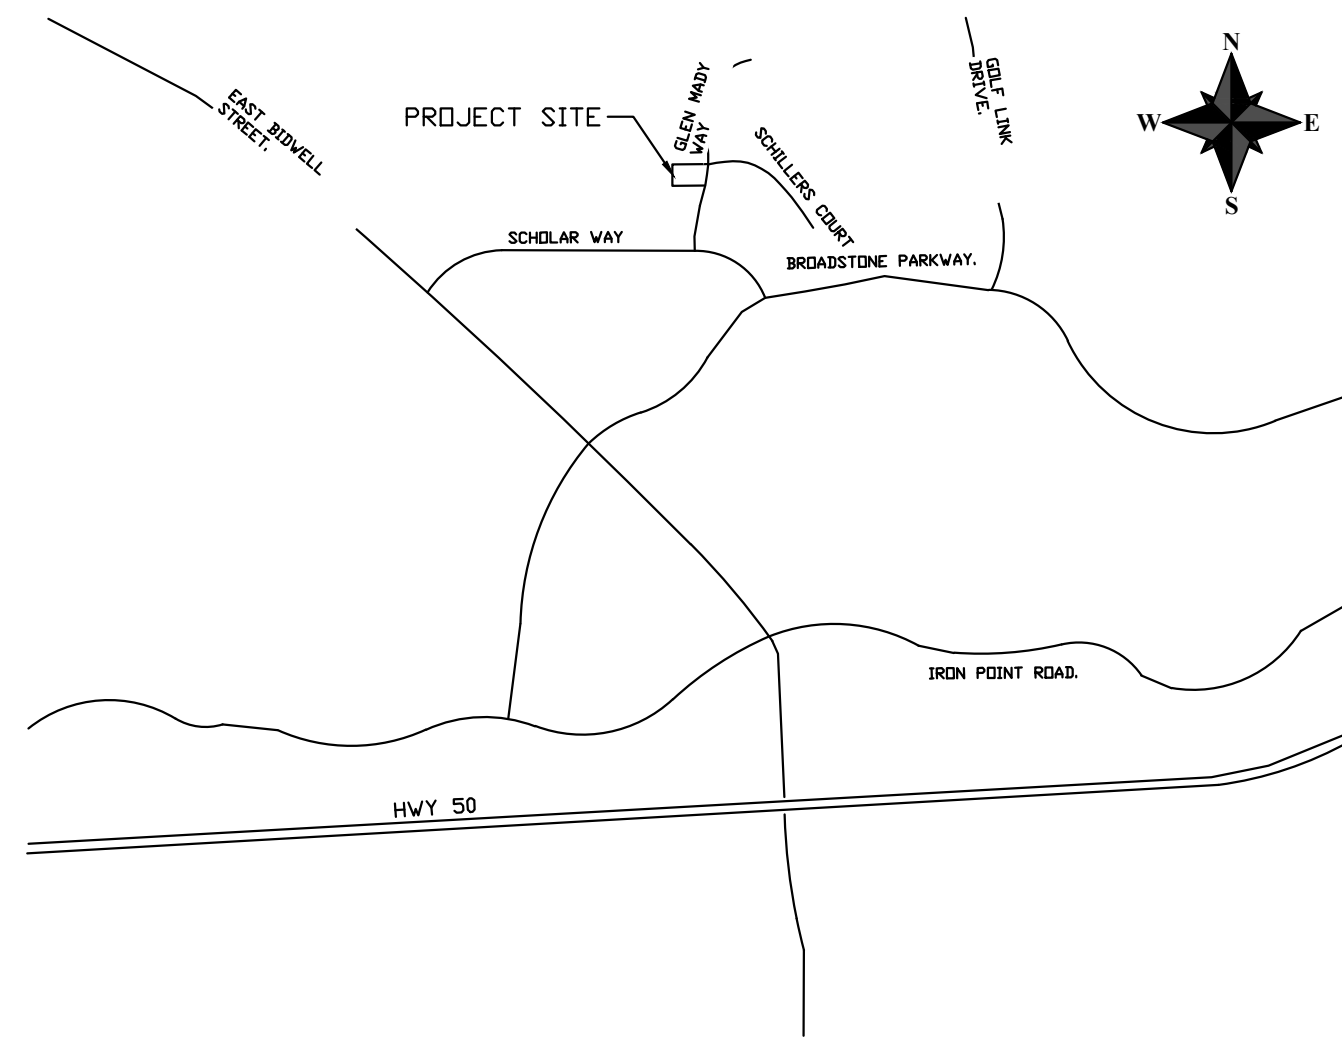 N
GLEN MADY
WAY
GOLF LINK
DRIVE.
EAST BIDWELL
STREET.
PROJECT SITE
W
E
SCHILLERS COURT
S
SCHOLAR WAY
BROADSTONE PARKWAY.
IRON POINT ROAD.
HWY 50